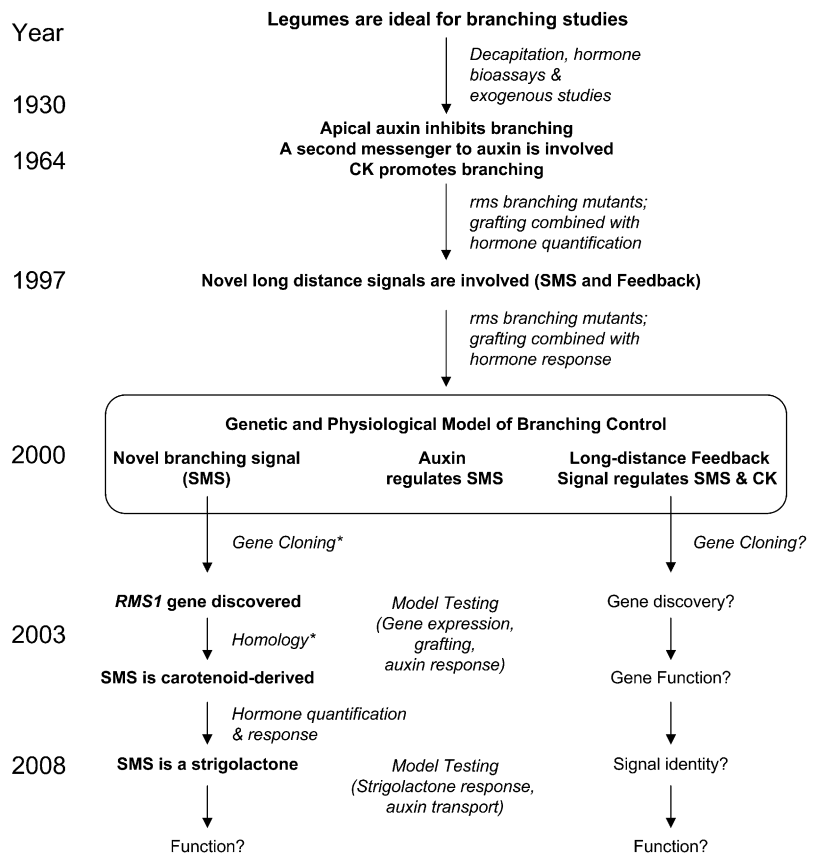 Year
Legumes are ideal for branching studies
Decapitation, hormone
bioassays &
exogenous studies
1930
Apical auxin inhibits branching
A second messenger to auxin is involved
1964
CK promotes branching
rms branching mutants;
grafting combined with
hormone quantification
1997
Novel long distance signals are involved (SMS and Feedback)
rms branching mutants;
grafting combined with
hormone response
Genetic and Physiological Model of Branching Control
2000
Novel branching signal
(SMS)
Auxin
regulates SMS
Long-distance Feedback
Signal regulates SMS & CK
Gene Cloning*
Gene Cloning?
RMS1 gene discovered
Model Testing
(Gene expression,
grafting,
auxin response)
Gene discovery?
2003
Homology*
SMS is carotenoid-derived
Gene Function?
Hormone quantification
& response
2008
SMS is a strigolactone
Model Testing
(Strigolactone response,
auxin transport)
Signal identity?
Function?
Function?